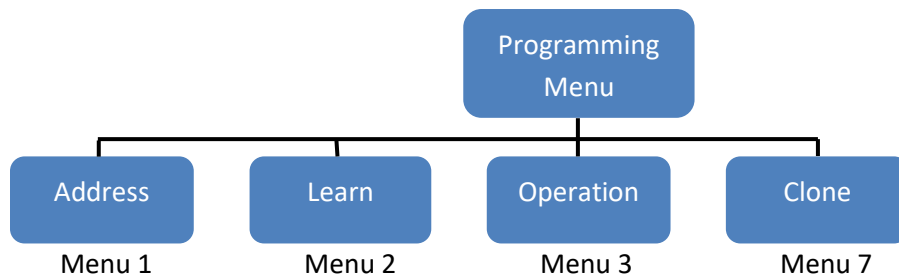 Programming
Menu
Address
Learn
Operation
Clone
Menu 1
Menu 2
Menu 3
Menu 7